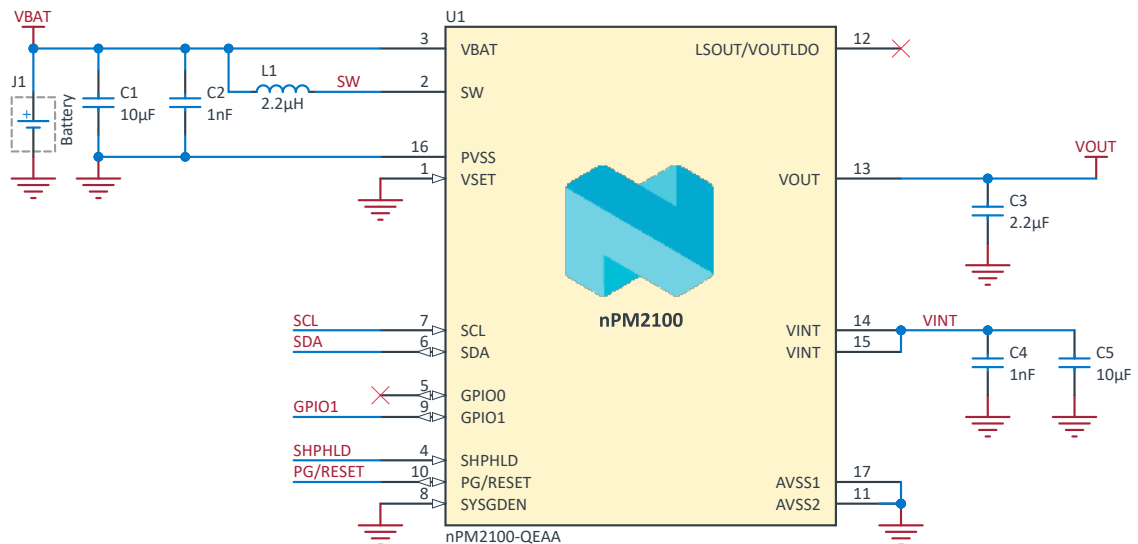 VBAT
U1
3
VBAT
LSOUT/VOUTLDO
12
J1
+
Battery
C1
10µF
C2
1nF
L1
2.2µH
SW
2
SW
16
PVSS
1
VSET
VOUT
13
VOUT
C3
2.2µF
nPM2100
SCL
7
SCL
VINT
14
VINT
SDA
6
SDA
VINT
15
C4
1nF
C5
10µF
5
GPIO0
GPIO1
9
GPIO1
SHPHLD
4
SHPHLD
PG/RESET
10
PG/RESET
AVSS1
17
8
SYSGDEN
AVSS2
11
nPM2100-QEAA